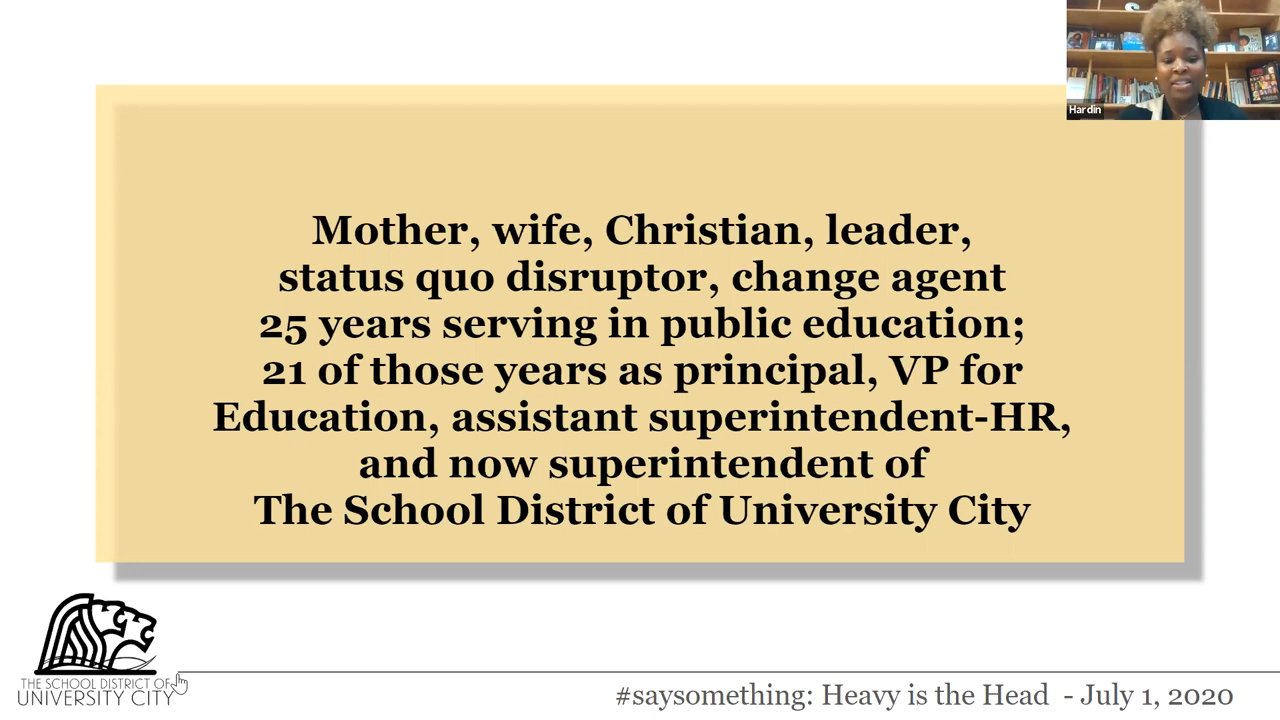 Hardin
Mother, wife, Christian, leader,
status quo disruptor, change agent
25 years serving in public education;
21 of those years as principal, VP for
Education, assistant superintendent-HR,
and now superintendent of
The School District of University City
THE SCHOOL DISTRICT OF
UNIVERSITY CITY
#saysomething: Heavy is the Head - July 1, 2020